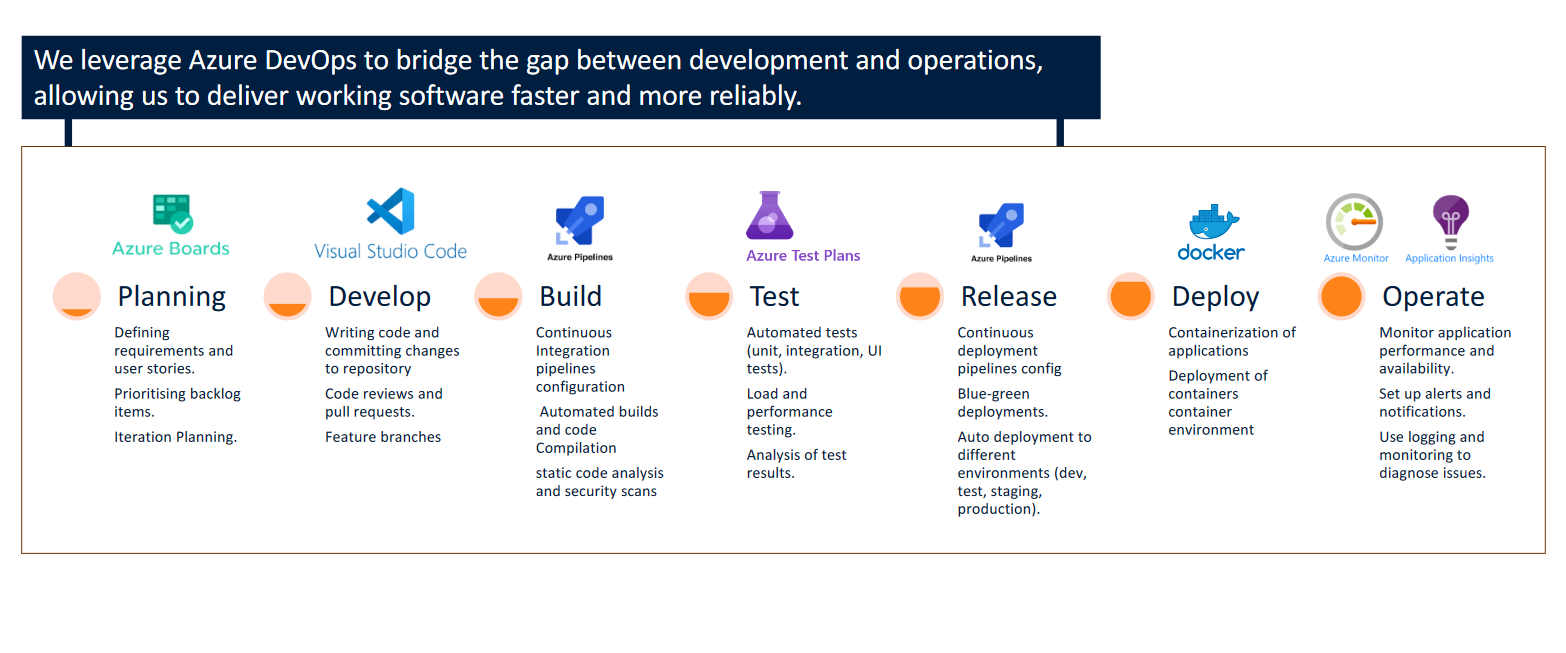 We leverage Azure DevOps to bridge the gap between development and operations,
allowing us to deliver working software faster and more reliably.
Azure Boards
Planning
Defining
requirements and
user stories.
Prioritising backlog
items.
Iteration Planning.
Visual Studio Code
Develop
Writing code and
committing changes
to repository
Code reviews and
pull requests.
Feature branches
Azure Pipelines
Build
Continuous
Integration
pipelines
configuration
Automated builds
and code
Compilation
static code analysis
and security scans
Azure Test Plans
Test
Automated tests
(unit, integration, UI
tests).
Load and
performance
testing.
Analysis of test
results.
Azure Pipelines
Release
Continuous
deployment
pipelines config
Blue-green
deployments.
Auto deployment to
different
environments (dev,
test, staging,
production).
docker
Deploy
Containerization of
applications
Deployment of
containers
container
environment
Azure Monitor
Application Insights
Operate
Monitor application
performance and
availability.
Set up alerts and
notifications.
Use logging and
monitoring to
diagnose issues.